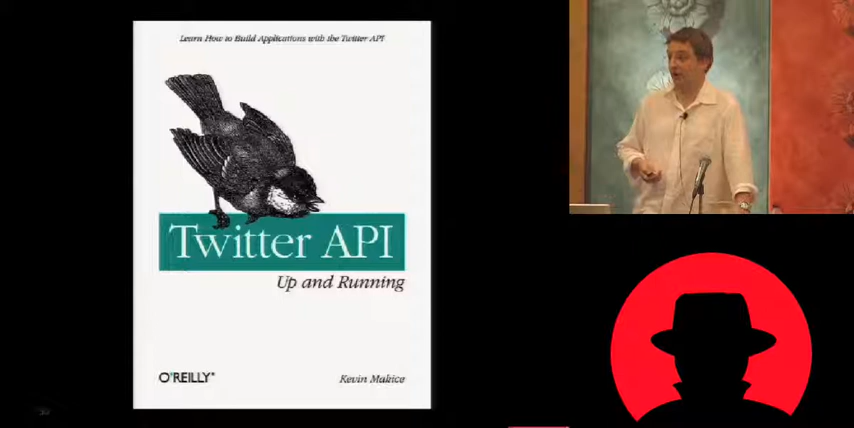 Learn How to Build Applications with the Twitter API
Twitter API
Up and Running
O'REILLY®
Kevin Makice